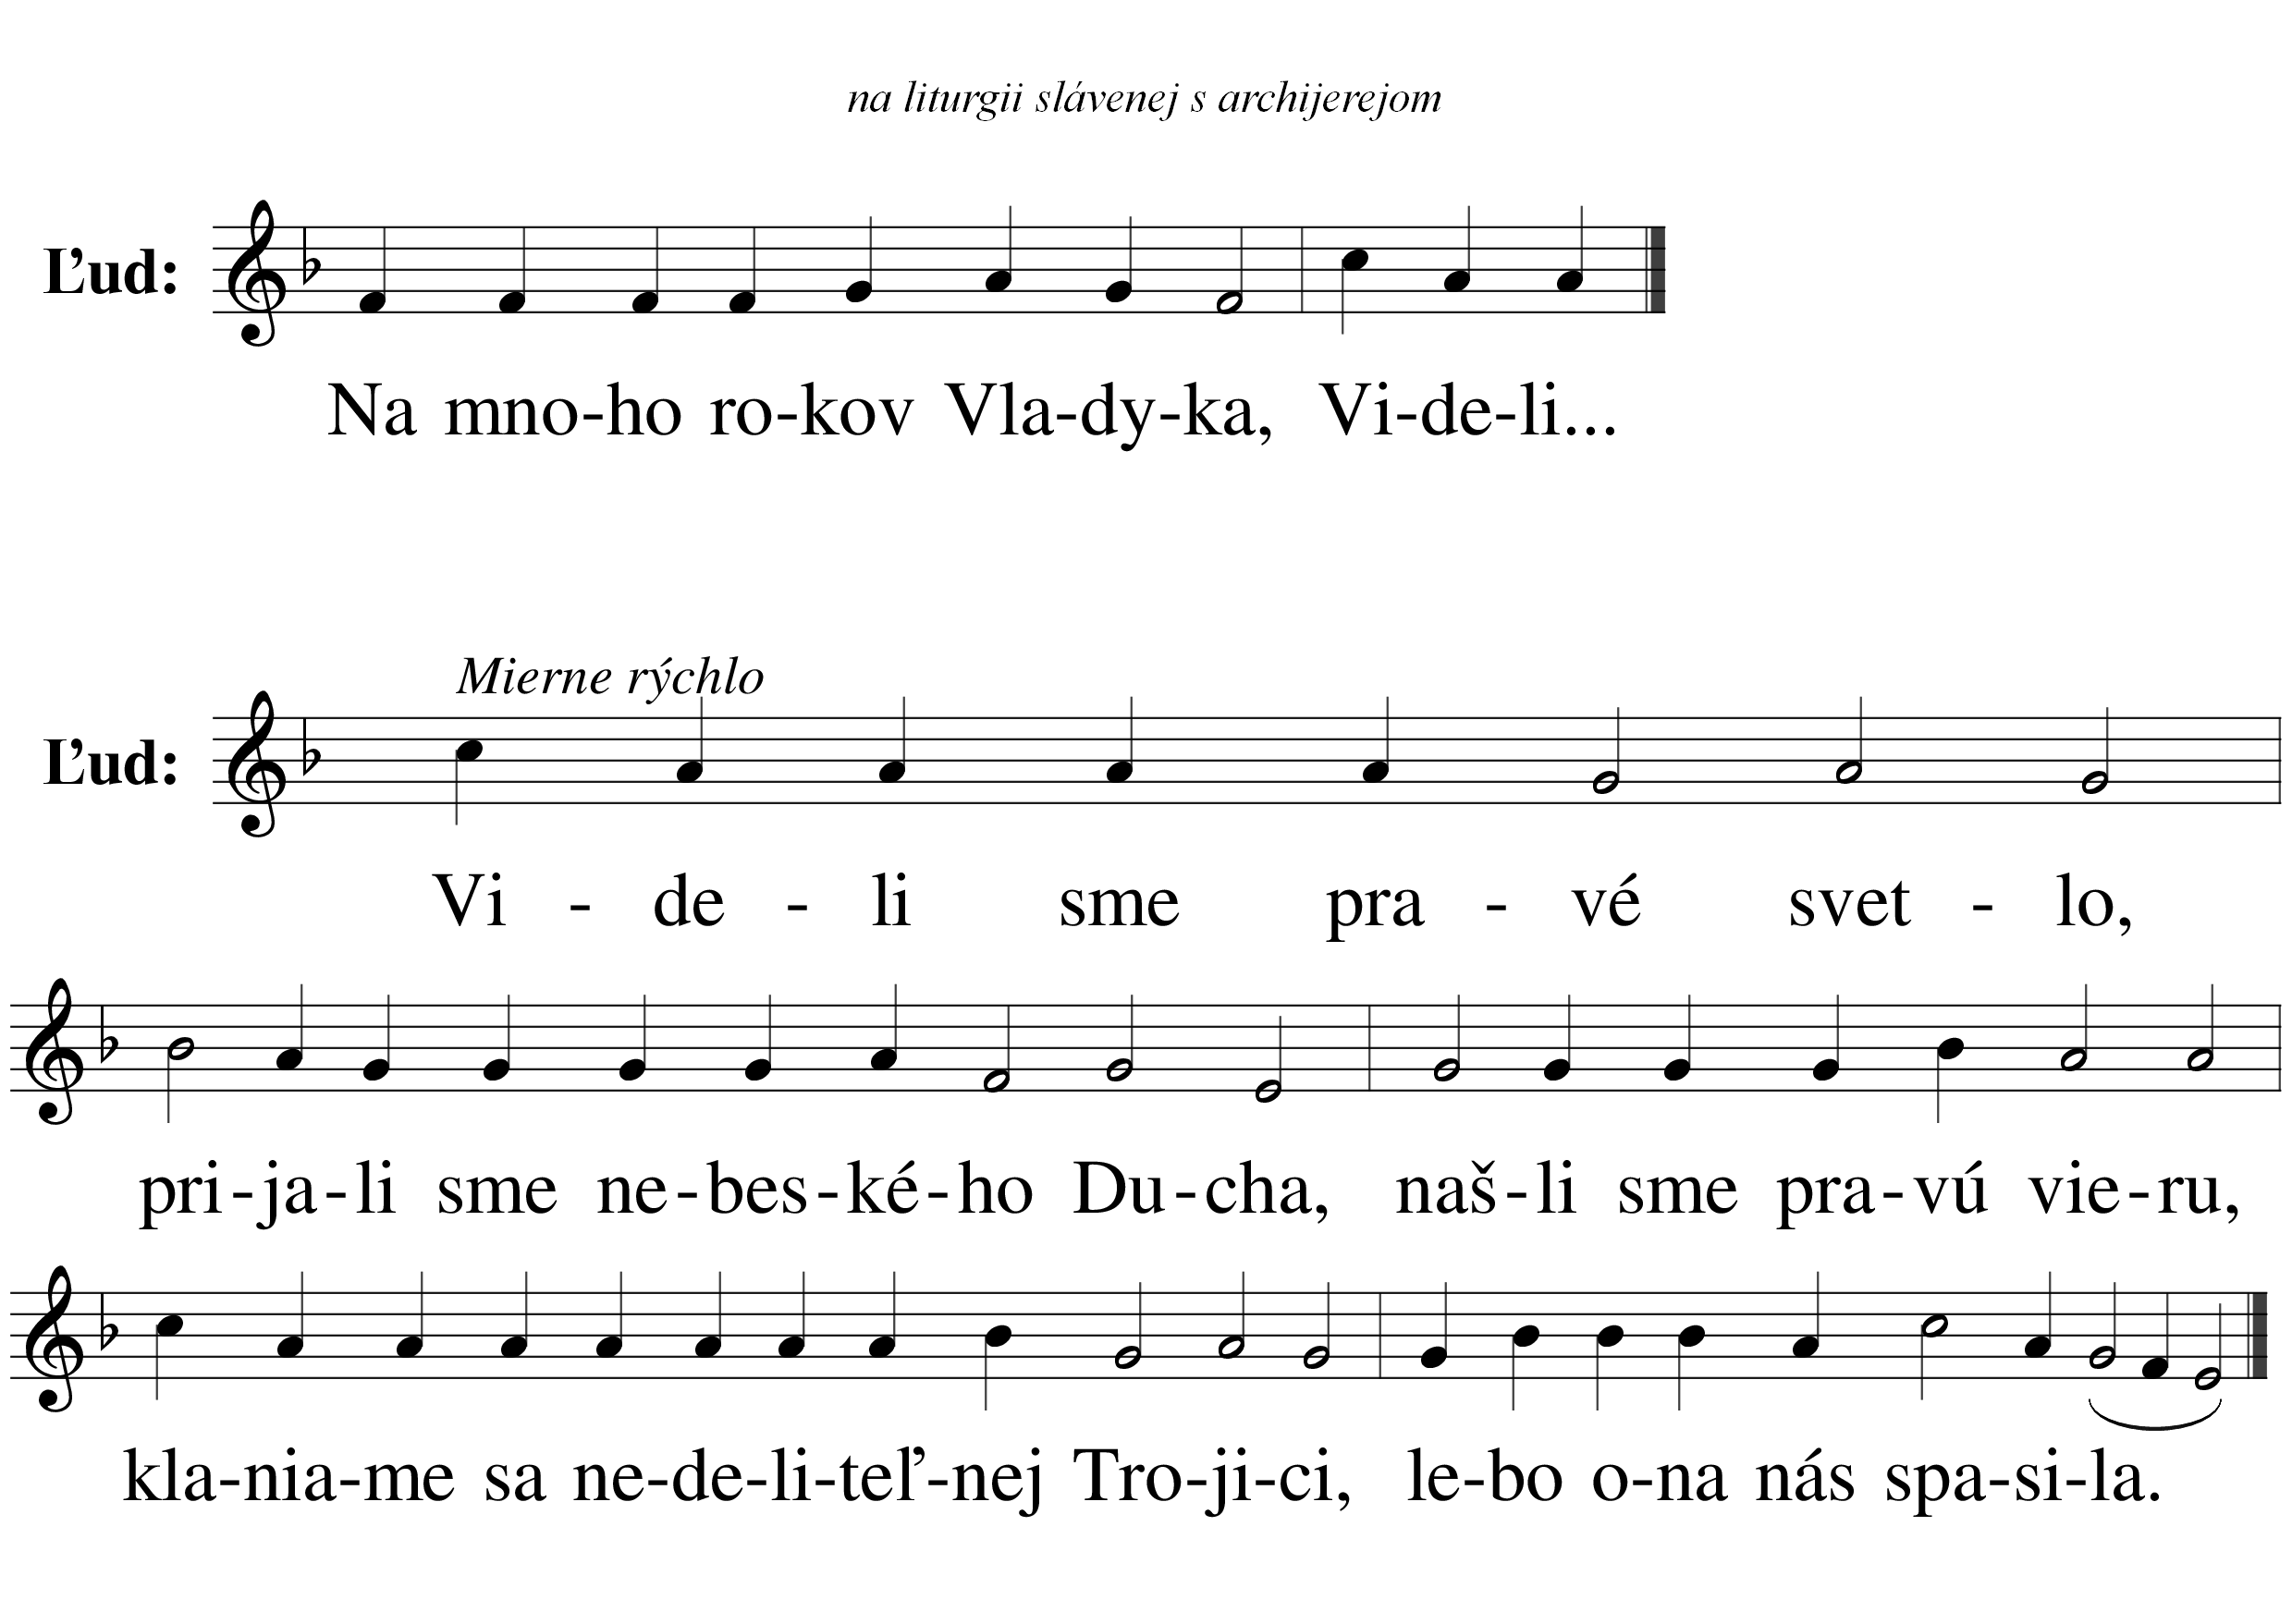 na liturgii slávenej s archijerejom
Ľud:
Na mno-ho ro-kov Vla-dy-ka, Vi-de-li...
Mierne rýchlo
Ľud:
Vi - de - li sme pra - vé svet - lo,
pri-ja-li sme ne-bes-ké-ho Du-cha, naš-li sme pra-vú vie-ru,
kla-nia-me sa ne-de-li-teľ-nej Tro-ji-ci, le-bo o-na nás spa-si-la.